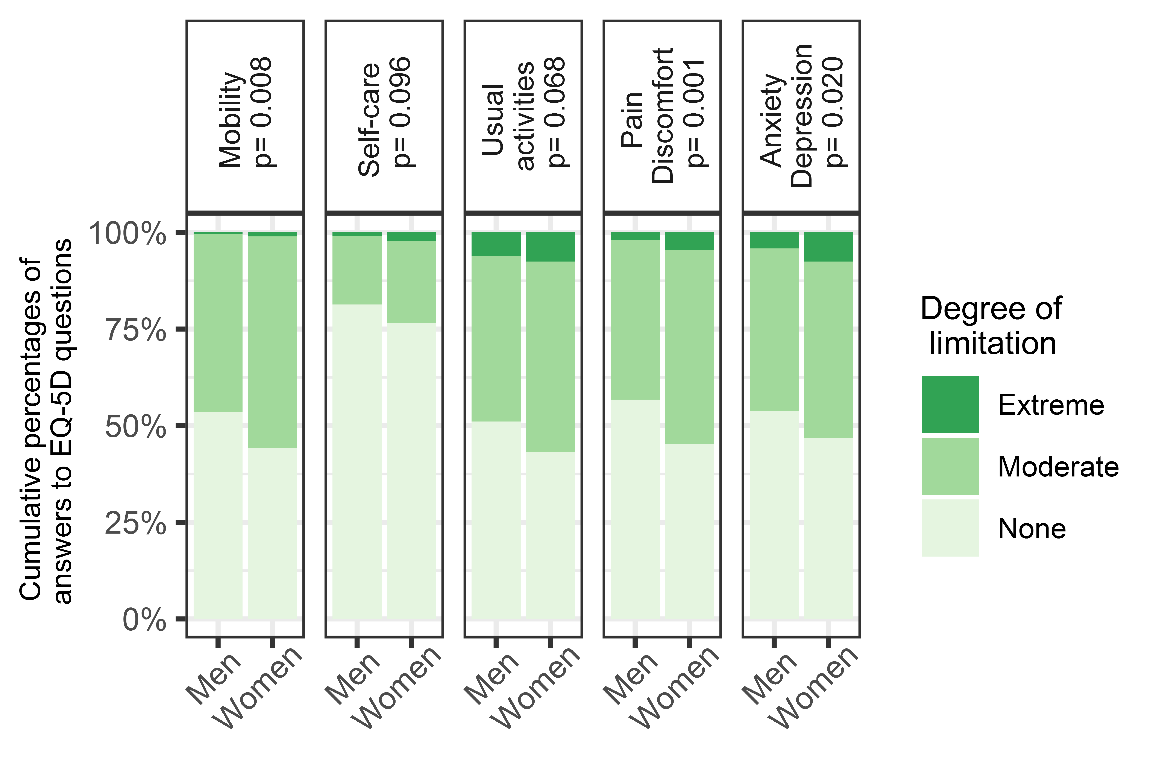 Mobility
p= 0.008
Self-care
p= 0.096
Usual
activities
p= 0.068
Pain
Discomfort
p= 0.001
Anxiety
Depression
p= 0.020
Cumulative percentages of
answers to EQ-5D questions
100%
75%
50%
25%
0%
Men
Women
Men
Women
Men
Women
Men
Women
Men
Women
Degree of
limitation
Extreme
Moderate
None